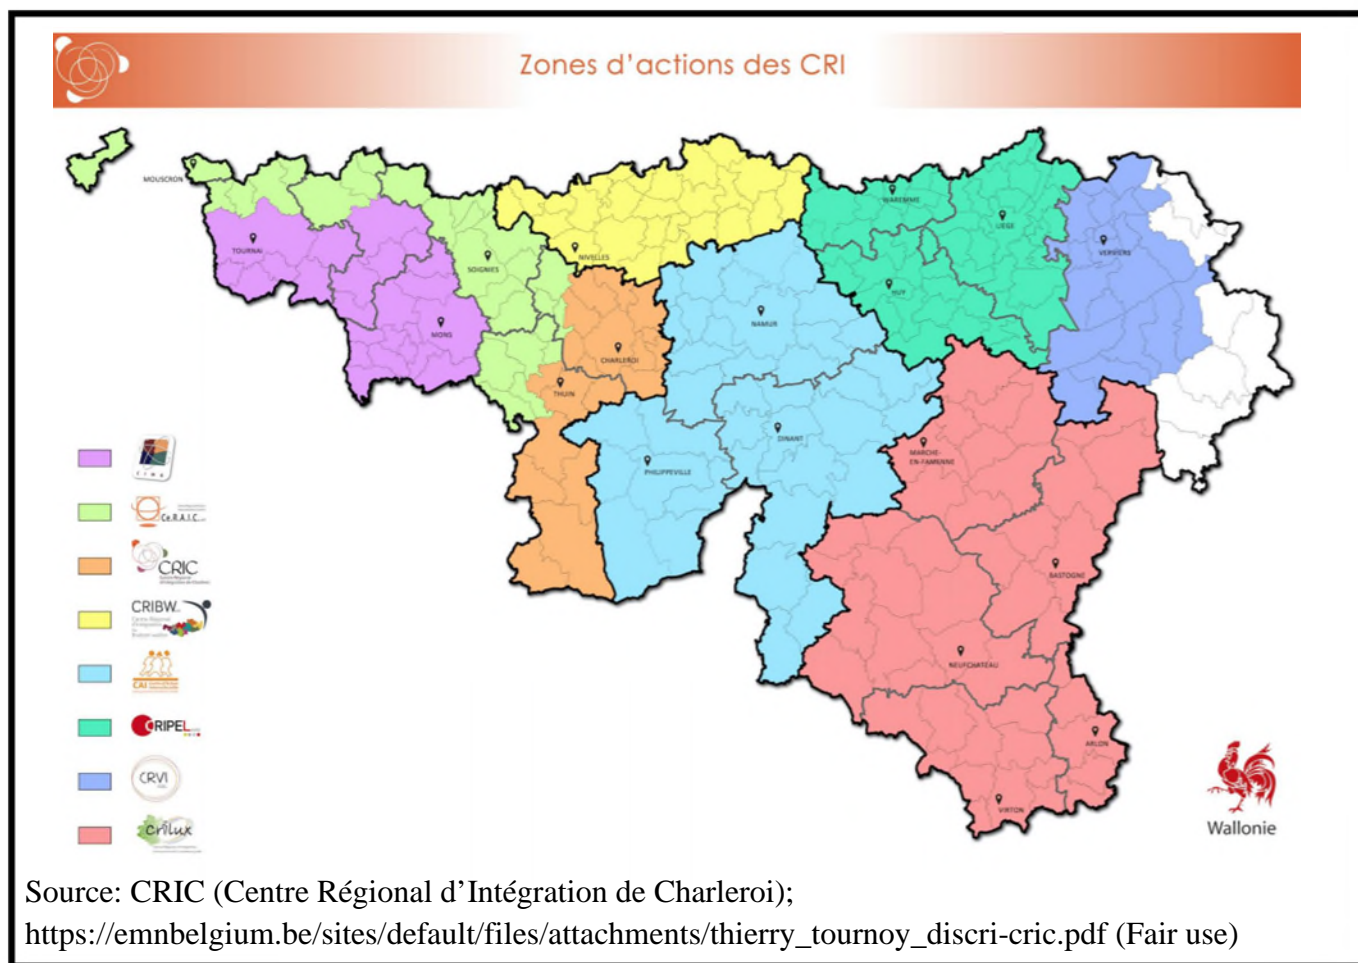 Zones d'actions des CRI
MOUSCRON
TOURNAI
SOIGNIES
NIVELLES
WAREMME
LIEGE
VERVIERS
HUY
MONS
CHARLEROI
NAMUR
THUIN
DINANT
PHILIPPEVILLE
MARCHE-
EN-FAMENNE
BASTOGNE
NEUFCHATEAU
ARLON
VIRTON
CIMB
Ce.R.A.I.C.
CRIC
CRIBW
CAI
CRIPEL
CRVI
Crilux
Wallonie
Source: CRIC (Centre Régional d'Intégration de Charleroi);
https://emnbelgium.be/sites/default/files/attachments/thierry_tournoy_discri-cric.pdf (Fair use)